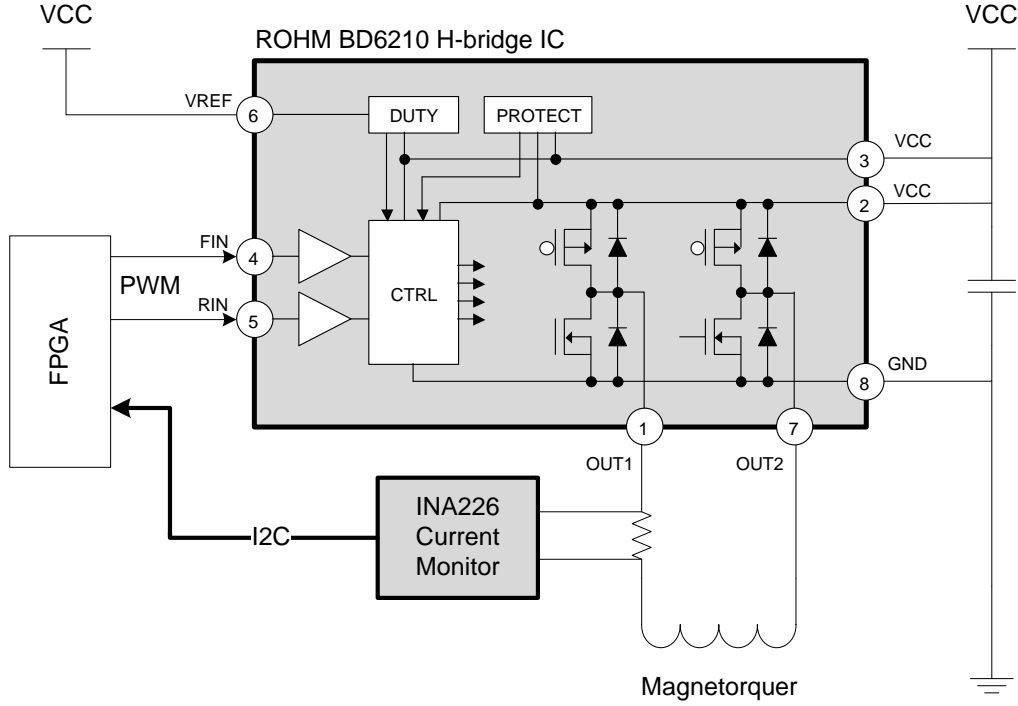 VCC
VCC
ROHM BD6210 H-bridge IC
VREF
6
DUTY
PROTECT
VCC
3
VCC
2
FIN
4
PWM
RIN
5
CTRL
FPGA
GND
8
1
7
OUT1
OUT2
INA226
Current
Monitor
I2C
Magnetorquer